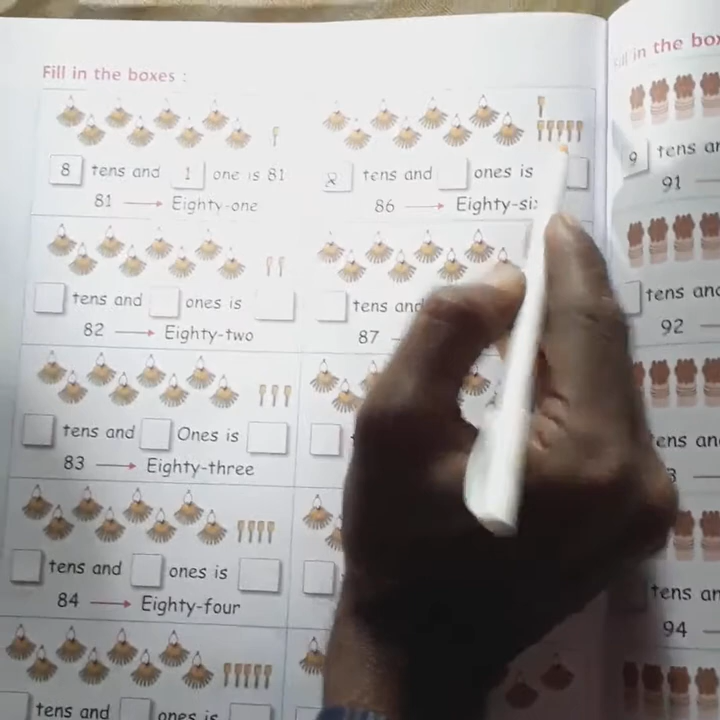 Fill in the boxes :
8 tens and 1 one is 81
81 → Eighty-one
8 tens and ones is
86 → Eighty-si
tens and ones is
82 → Eighty-two
tens and
87
tens and Ones is
83 → Eighty-three
tens and ones is
84 → Eighty-four
tens and ones is
in the box
9 tens an
91
tens and
92
tens an
94